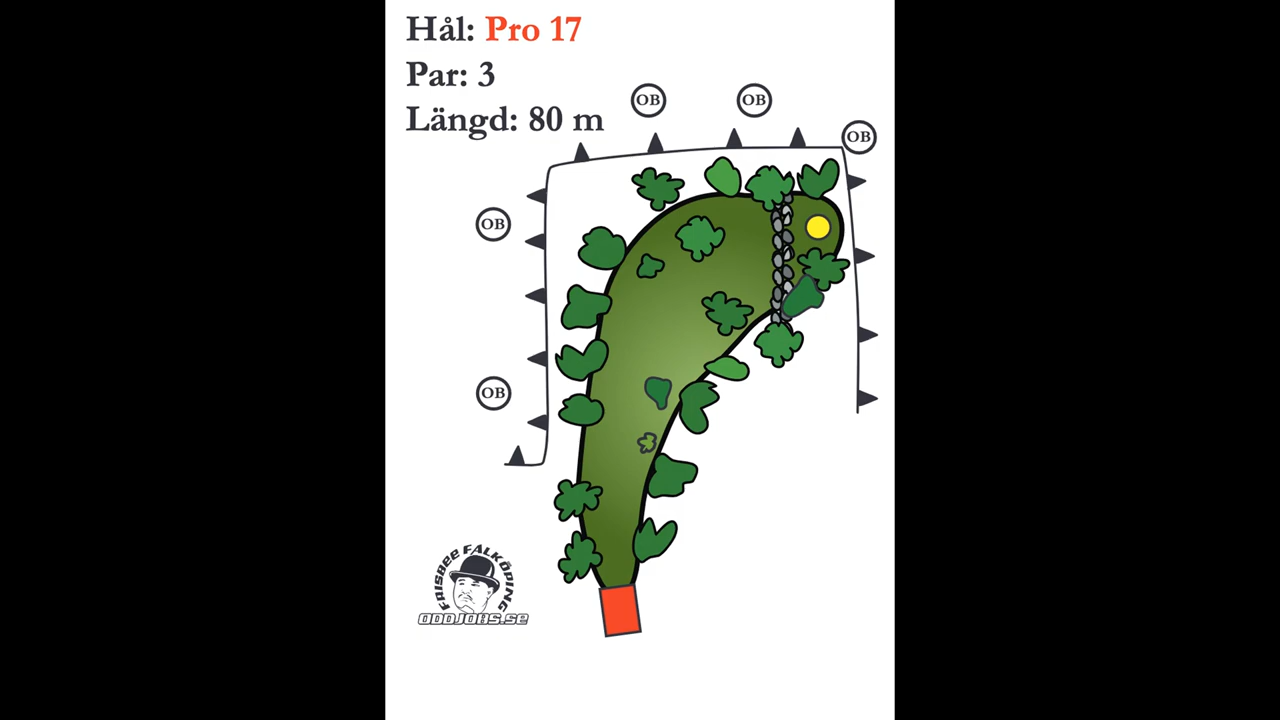 Hål: Pro 17
Par: 3
Längd: 80 m
OB
OB
OB
OB
OB
FRISBEE FALKÖPING
ODDJOBS.SE